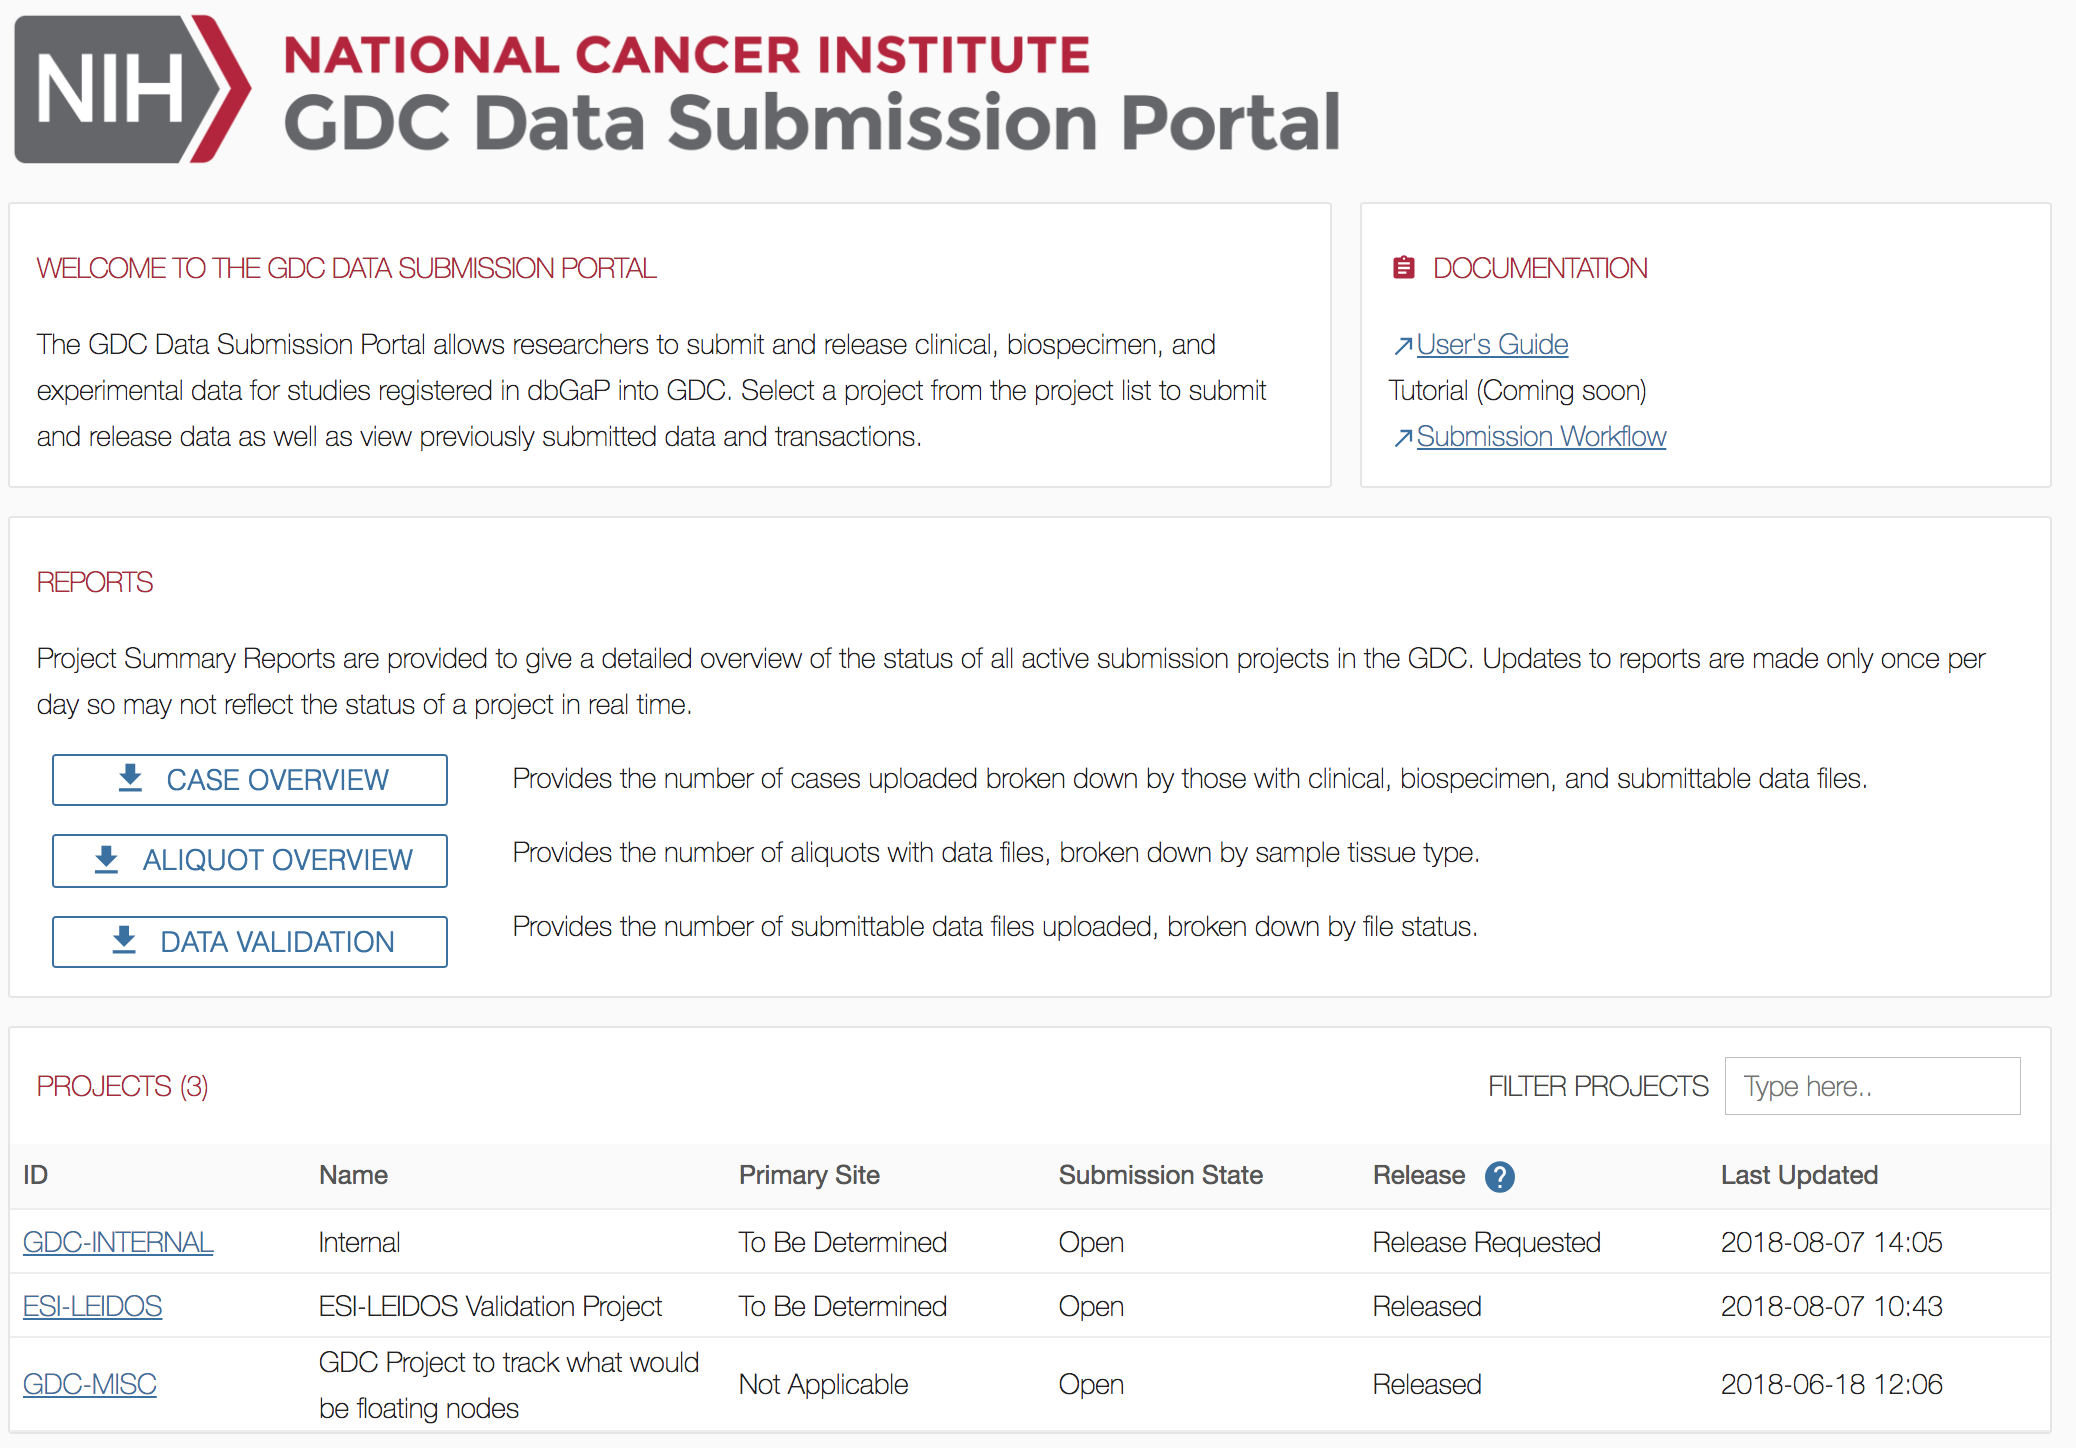 NIH
NATIONAL CANCER INSTITUTE
GDC Data Submission Portal
WELCOME TO THE GDC DATA SUBMISSION PORTAL
The GDC Data Submission Portal allows researchers to submit and release clinical, biospecimen, and
experimental data for studies registered in dbGaP into GDC. Select a project from the project list to submit
and release data as well as view previously submitted data and transactions.
DOCUMENTATION
User's Guide
Tutorial (Coming soon)
Submission Workflow
REPORTS
Project Summary Reports are provided to give a detailed overview of the status of all active submission projects in the GDC. Updates to reports are made only once per
day so may not reflect the status of a project in real time.
CASE OVERVIEW Provides the number of cases uploaded broken down by those with clinical, biospecimen, and submittable data files.
ALIQUOT OVERVIEW Provides the number of aliquots with data files, broken down by sample tissue type.
DATA VALIDATION Provides the number of submittable data files uploaded, broken down by file status.
PROJECTS (3) FILTER PROJECTS Type here..
ID Name Primary Site Submission State Release ? Last Updated
GDC-INTERNAL Internal To Be Determined Open Release Requested 2018-08-07 14:05
ESI-LEIDOS ESI-LEIDOS Validation Project To Be Determined Open Released 2018-08-07 10:43
GDC-MISC GDC Project to track what would
be floating nodes Not Applicable Open Released 2018-06-18 12:06